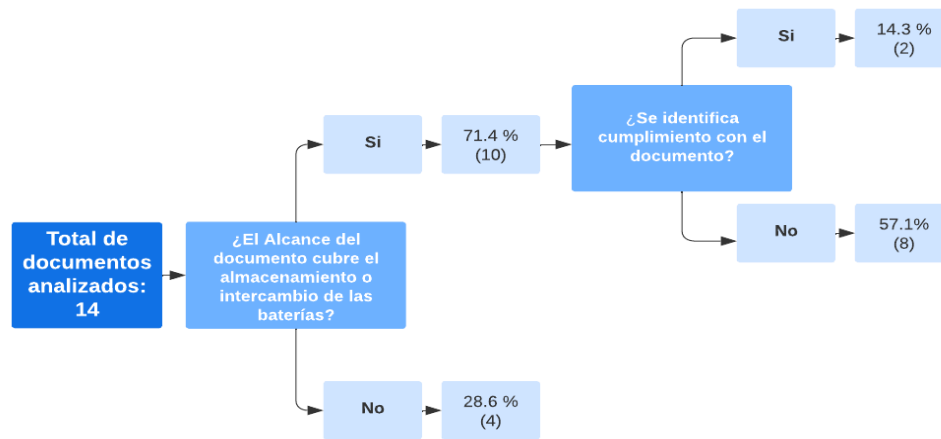 Total de
documentos
analizados:
14
¿El Alcance del
documento cubre el
almacenamiento o
intercambio de las
baterías?
Si
71.4 %
(10)
¿Se identifica
cumplimiento con el
documento?
Si
14.3 %
(2)
No
57.1%
(8)
No
28.6 %
(4)